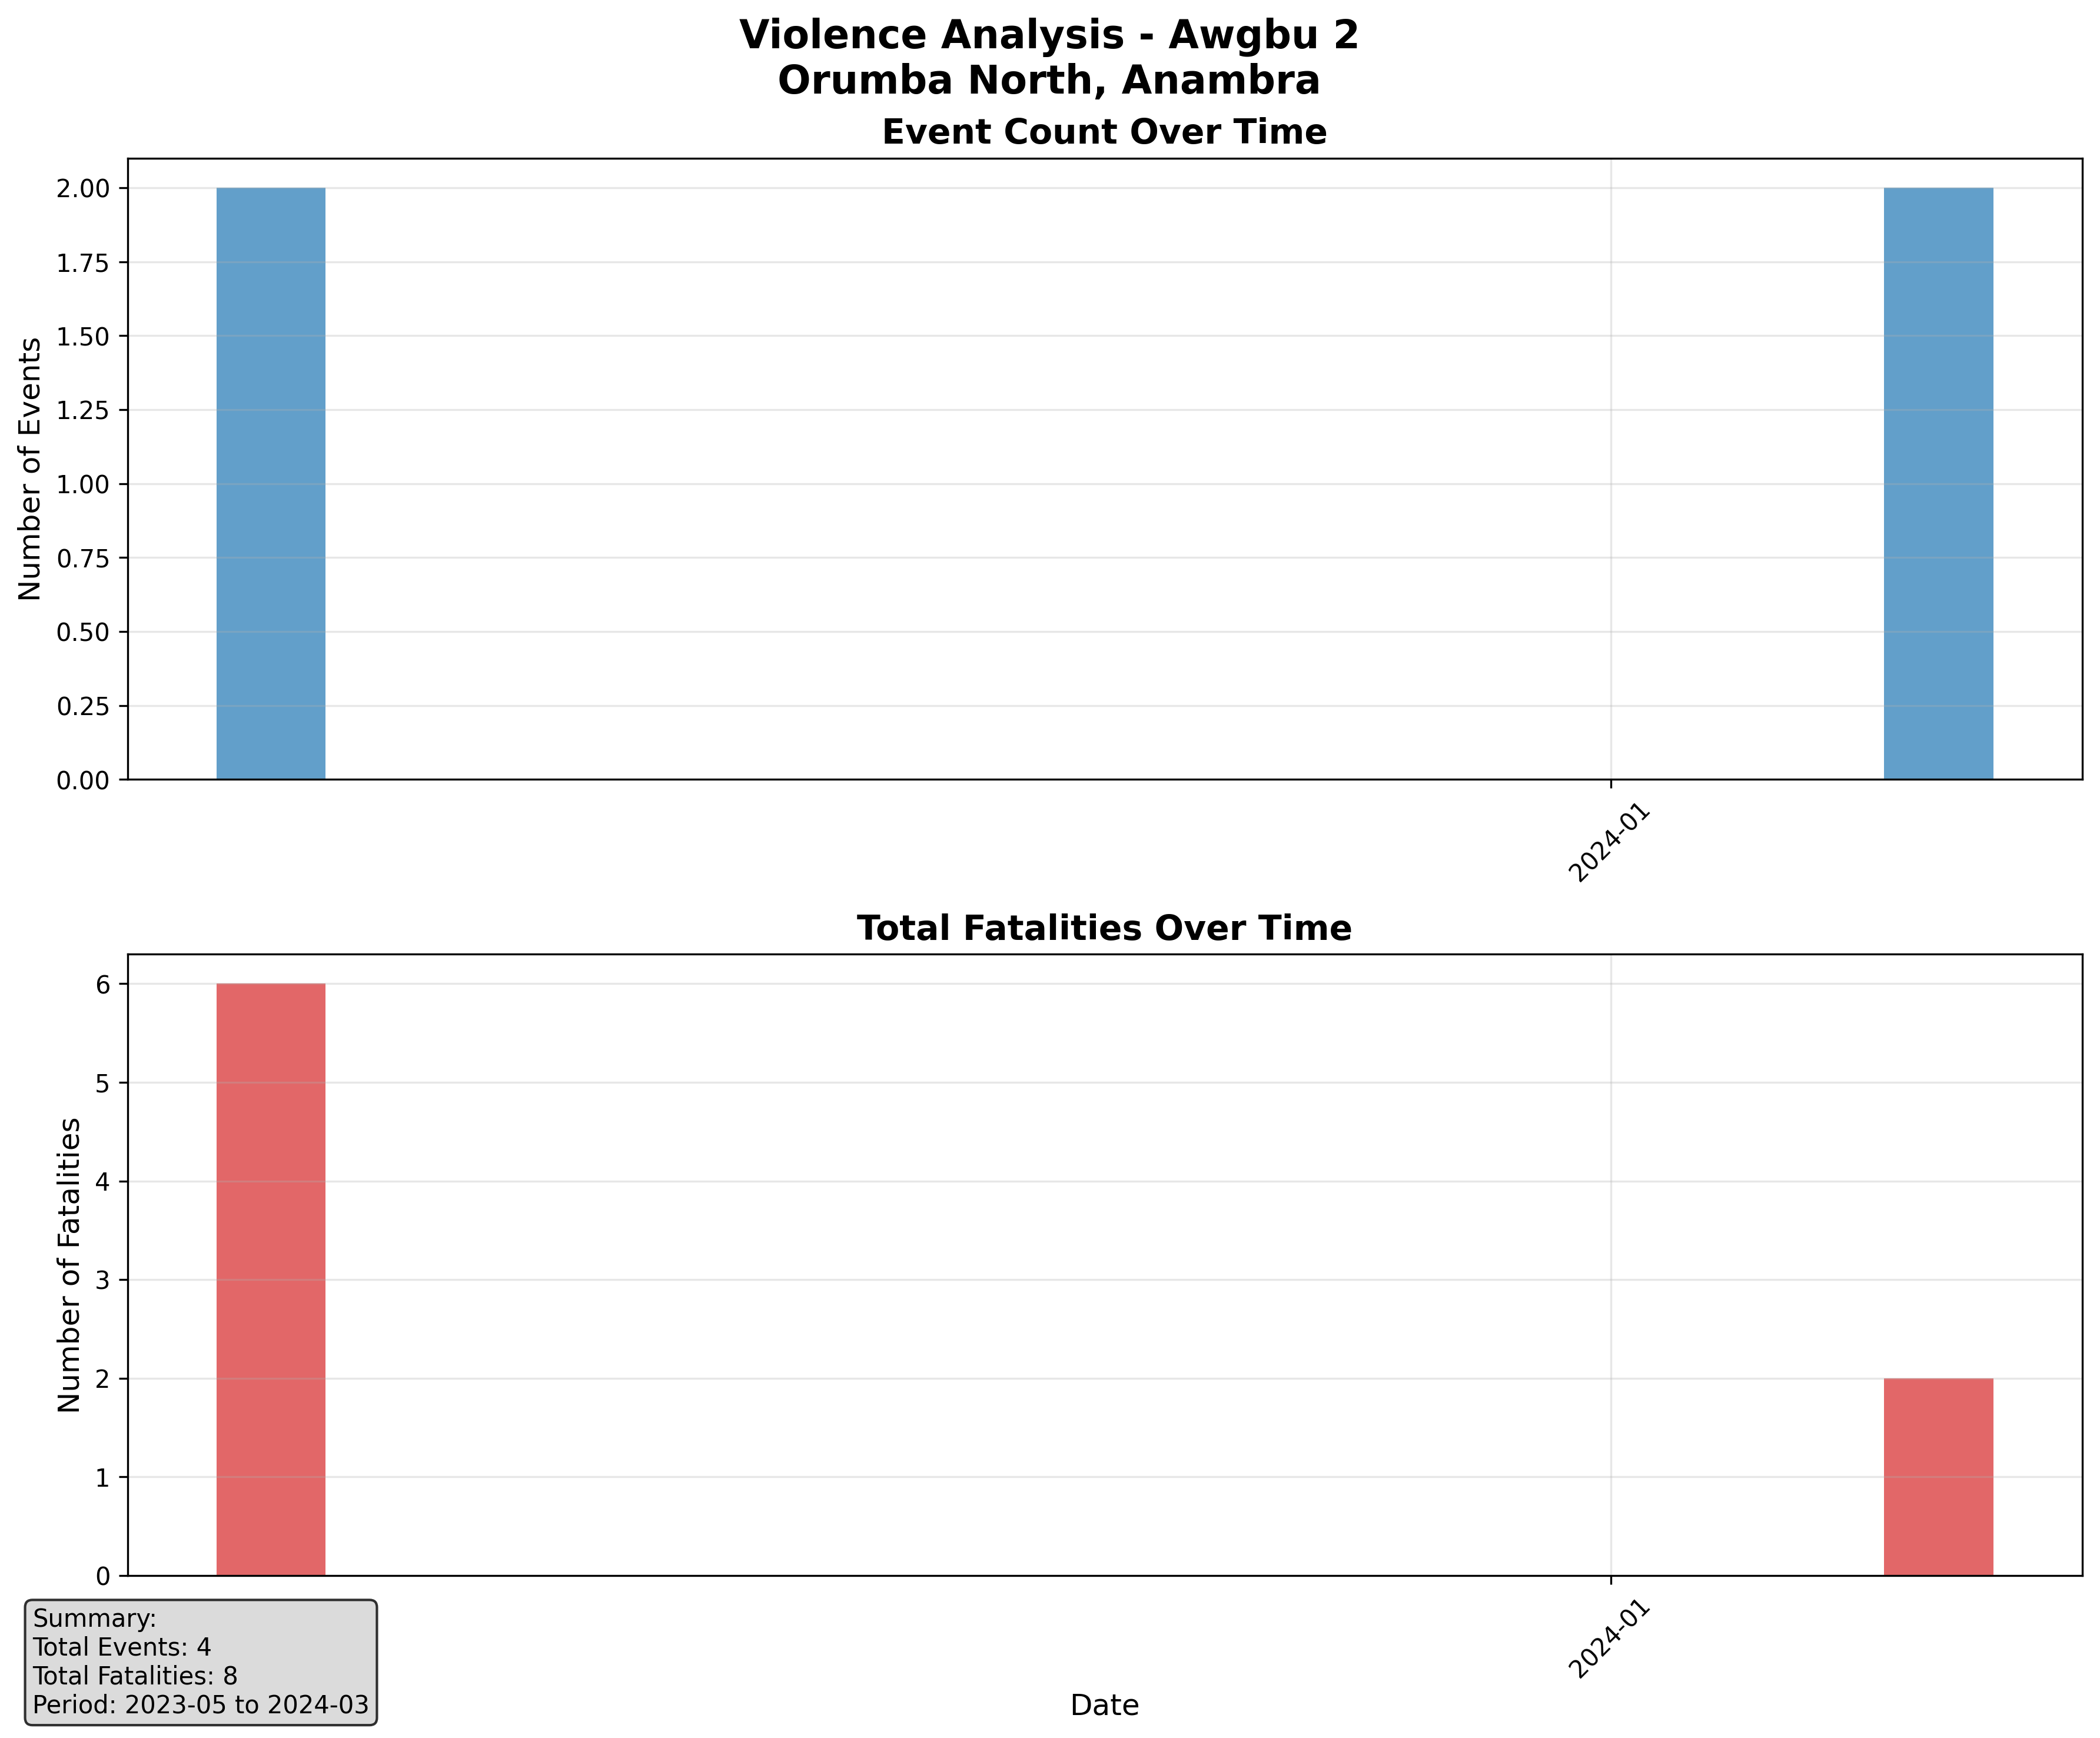 Violence Analysis - Awgbu 2
Orumba North, Anambra
Event Count Over Time
Number of Events
2.00
1.75
1.50
1.25
1.00
0.75
0.50
0.25
0.00
2024-01
Total Fatalities Over Time
Number of Fatalities
6
5
4
3
2
1
0
2024-01
Date
Summary:
Total Events: 4
Total Fatalities: 8
Period: 2023-05 to 2024-03